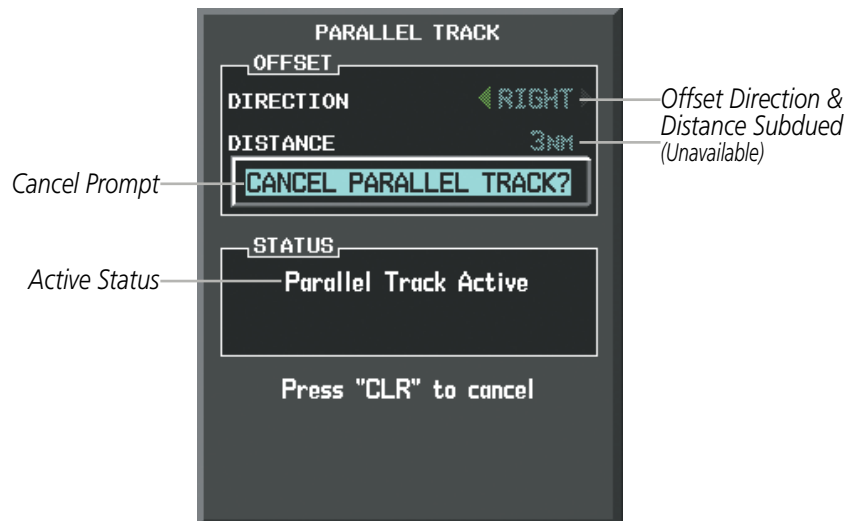 PARALLEL TRACK
OFFSET
DIRECTION RIGHT
Offset Direction &
Distance Subdued
(Unavailable)
DISTANCE 3NM
Cancel Prompt
CANCEL PARALLEL TRACK?
STATUS
Active Status
Parallel Track Active
Press "CLR" to cancel